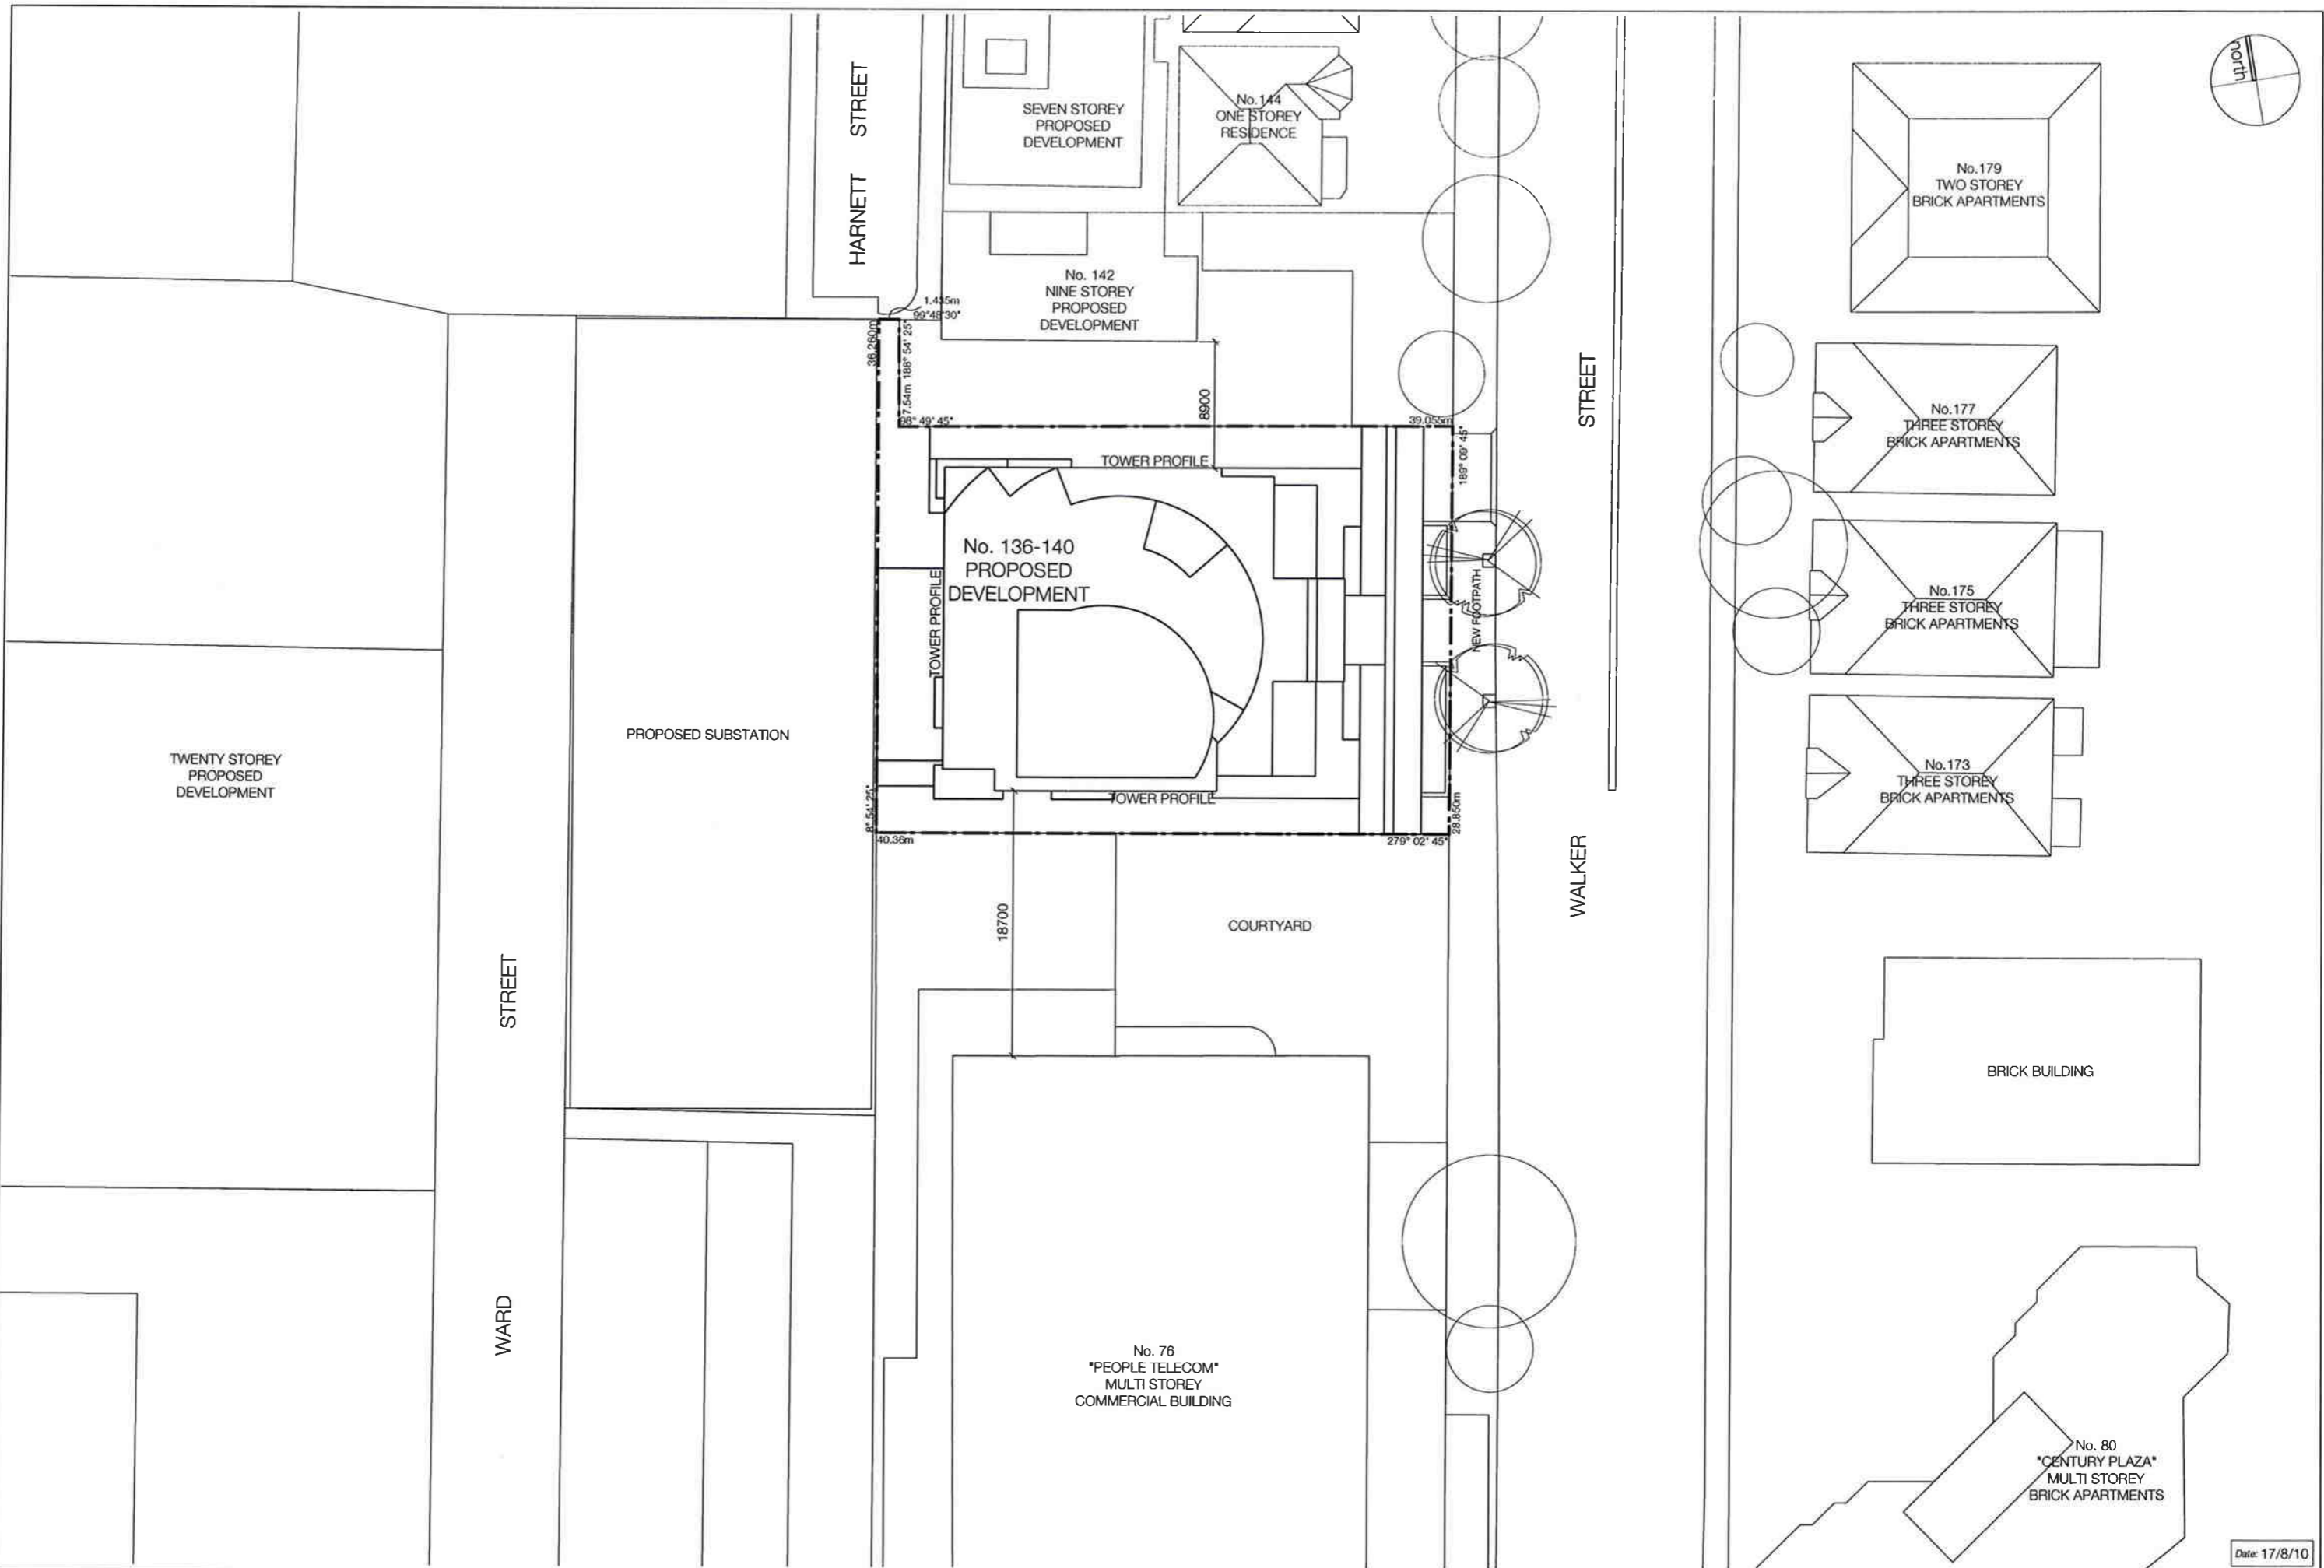 north
HARNETT STREET
SEVEN STOREY
PROPOSED
DEVELOPMENT
No.144
ONE STOREY
RESIDENCE
No.179
TWO STOREY
BRICK APARTMENTS
No. 142
NINE STOREY
PROPOSED
DEVELOPMENT
1.435m
99°48'30"
36.260m
7.54m 188° 54' 25"
98° 49' 45"
8900
39.055m
189° 09' 45"
WALKER STREET
No.177
THREE STOREY
BRICK APARTMENTS
TOWER PROFILE
No. 136-140
PROPOSED
DEVELOPMENT
TOWER PROFILE
NEW FOOTPATH
No.175
THREE STOREY
BRICK APARTMENTS
PROPOSED SUBSTATION
TWENTY STOREY
PROPOSED
DEVELOPMENT
No.173
THREE STOREY
BRICK APARTMENTS
TOWER PROFILE
8° 54' 25"
40.36m
279° 02' 45"
28.850m
18700
COURTYARD
WARD STREET
BRICK BUILDING
No. 76
"PEOPLE TELECOM"
MULTI STOREY
COMMERCIAL BUILDING
No. 80
"CENTURY PLAZA"
MULTI STOREY
BRICK APARTMENTS
Date: 17/8/10